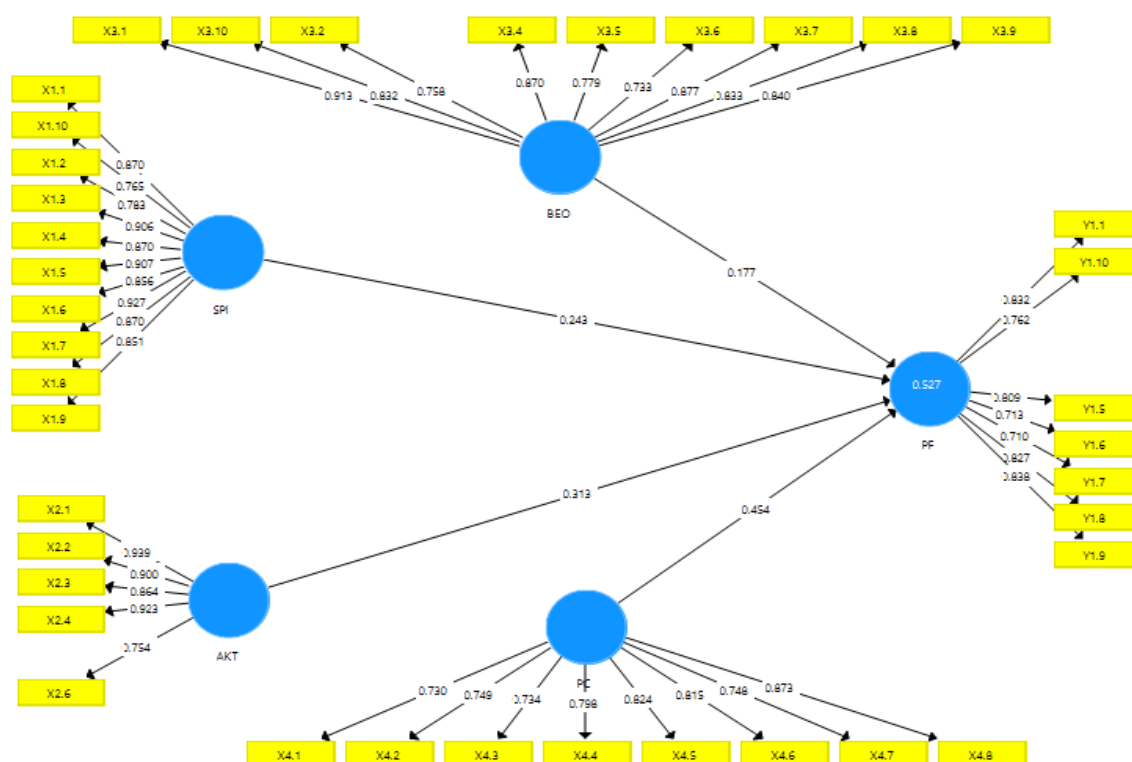 X3.1
X3.10
X3.2
X3.4
X3.5
X3.6
X3.7
X3.8
X3.9
0.913
0.832
0.758
0.870
0.779
0.733
0.877
0.833
0.840
BEO
X1.1
X1.10
X1.2
X1.3
X1.4
X1.5
X1.6
X1.7
X1.8
X1.9
0.870
0.765
0.783
0.906
0.870
0.907
0.856
0.927
0.870
0.851
SPI
0.177
0.243
0.313
0.454
Y1.1
Y1.10
0.832
0.762
0.527
PF
0.809
0.713
0.710
0.827
0.838
Y1.5
Y1.6
Y1.7
Y1.8
Y1.9
X2.1
X2.2
X2.3
X2.4
X2.6
0.939
0.900
0.864
0.923
0.754
AKT
PC
0.730
0.749
0.734
0.798
0.824
0.815
0.748
0.873
X4.1
X4.2
X4.3
X4.4
X4.5
X4.6
X4.7
X4.8